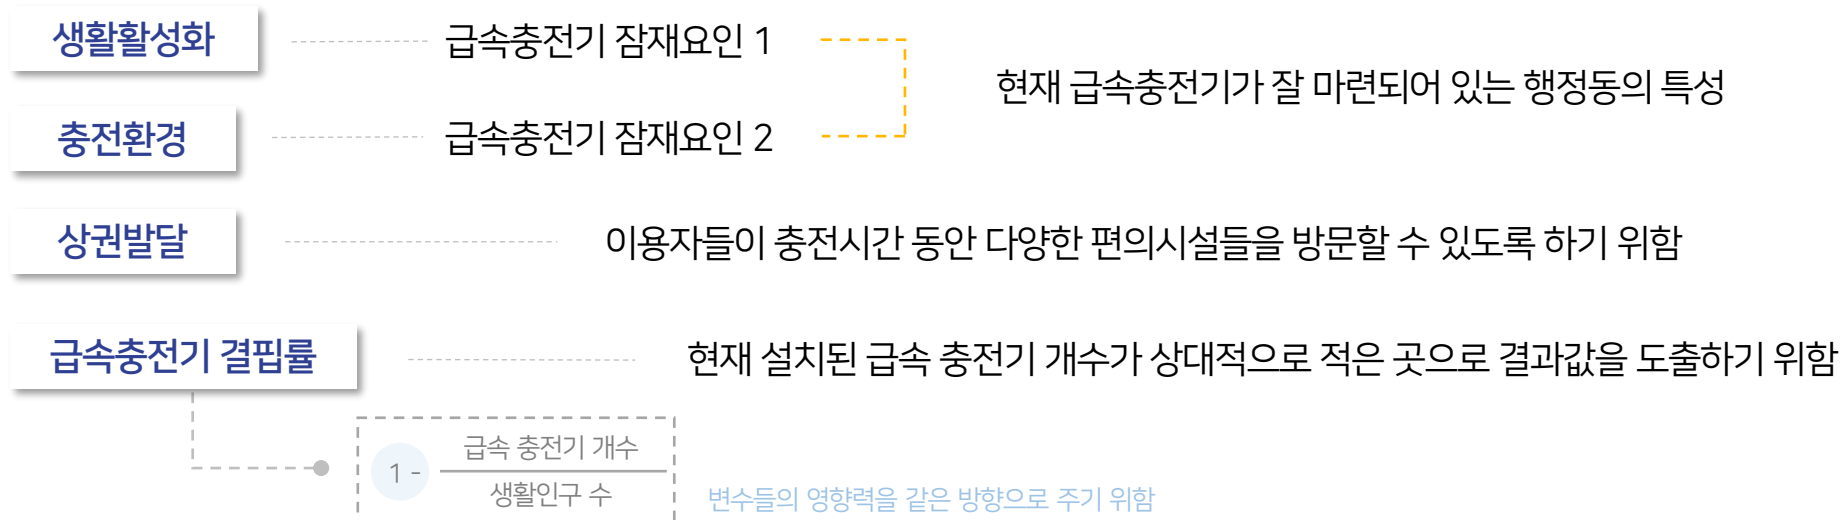 생활활성화 급속충전기 잠재요인 1
현재 급속충전기가 잘 마련되어 있는 행정동의 특성
충전환경 급속충전기 잠재요인 2
상권발달 이용자들이 충전시간 동안 다양한 편의시설들을 방문할 수 있도록 하기 위함
급속충전기 결핍률 현재 설치된 급속 충전기 개수가 상대적으로 적은 곳으로 결과값을 도출하기 위함
급속 충전기 개수
1 -
생활인구 수
변수들의 영향력을 같은 방향으로 주기 위함